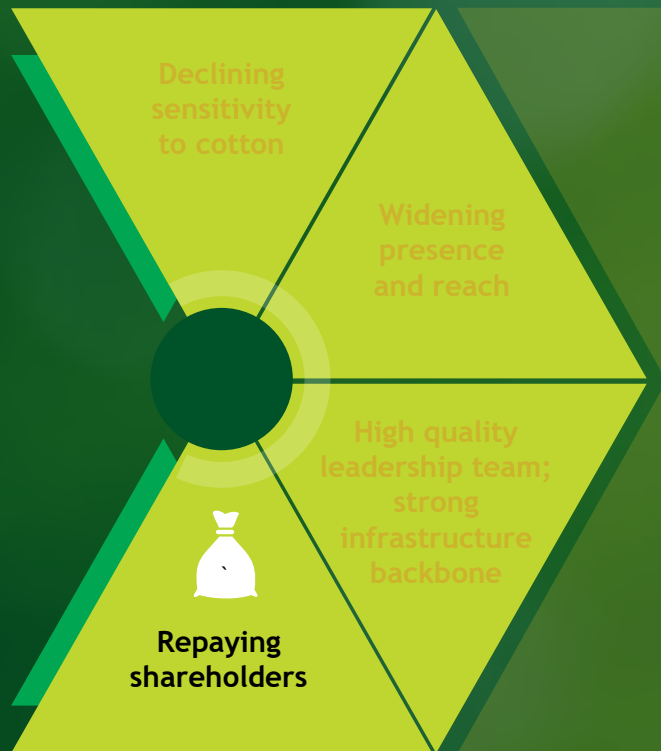 Declining
sensitivity
to cotton
Widening
presence
and reach
High quality
leadership team;
strong
infrastructure
backbone
`
Repaying
shareholders